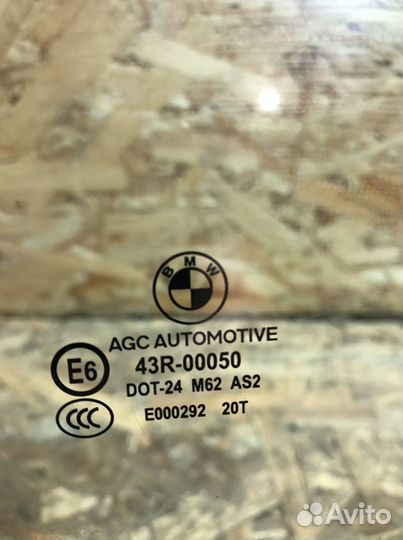 BMW
AGC AUTOMOTIVE
E6 43R-00050
DOT-24 M62 AS2
CCC E000292 20T
Avito